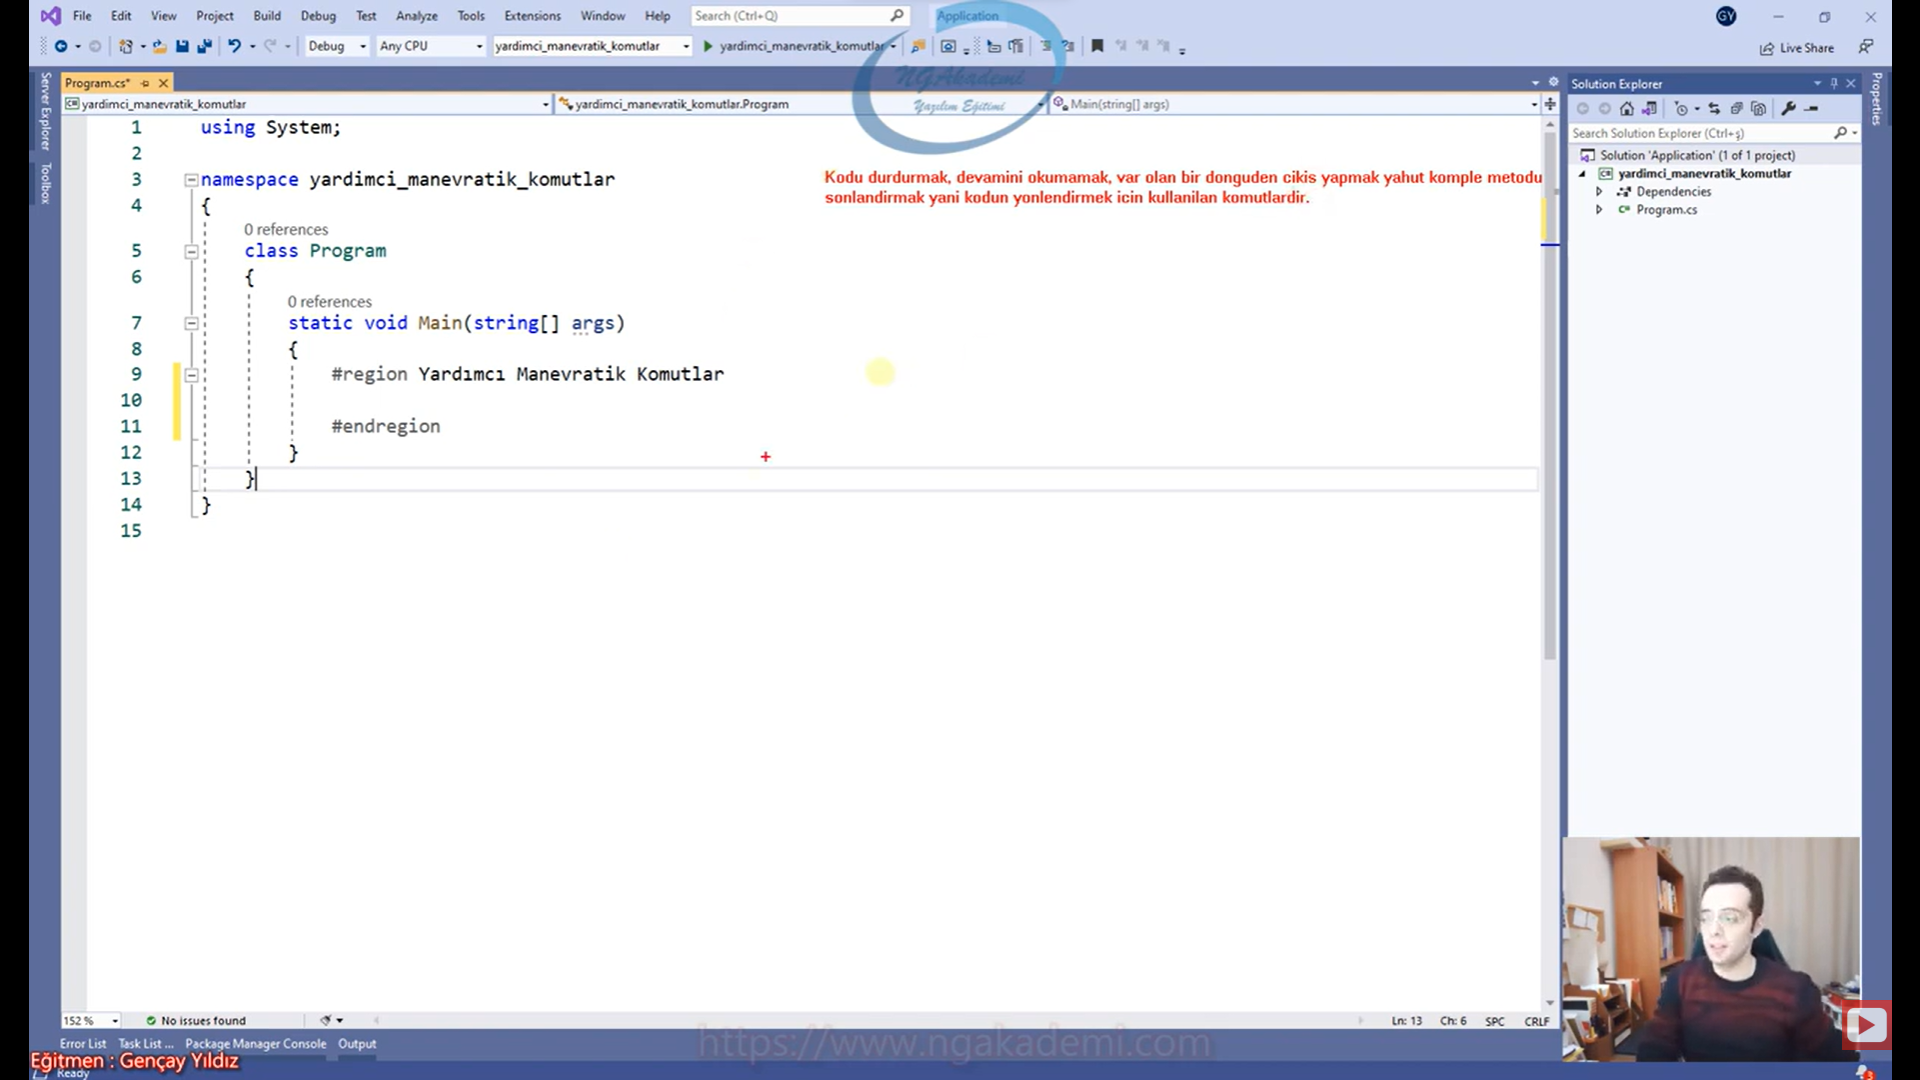 File Edit View Project Build Debug Test Analyze Tools Extensions Window Help Search (Ctrl+Q) Application GY
Debug Any CPU yardimci_manevratik_komutlar yardimci_manevratik_komutlar Live Share
NGAkademi
Yazılım Eğitimi
Server Explorer
Toolbox
Program.cs*
yardimci_manevratik_komutlar yardimci_manevratik_komutlar.Program Main(string[] args)
1 using System;
2
3 namespace yardimci_manevratik_komutlar
4 {
0 references
5 class Program
6 {
0 references
7 static void Main(string[] args)
8 {
9 #region Yardımcı Manevratik Komutlar
10
11 #endregion
12 }
13 }
14 }
15
Kodu durdurmak, devamini okumamak, var olan bir donguden cikis yapmak yahut komple metodu
sonlandirmak yani kodun yonlendirmek icin kullanilan komutlardir.
Solution Explorer
Search Solution Explorer (Ctrl+ş)
Solution 'Application' (1 of 1 project)
yardimci_manevratik_komutlar
Dependencies
Program.cs
Properties
152 % No issues found Ln: 13 Ch: 6 SPC CRLF
Error List Task List ... Package Manager Console Output
https://www.ngakademi.com
Eğitmen : Gençay Yıldız
Ready